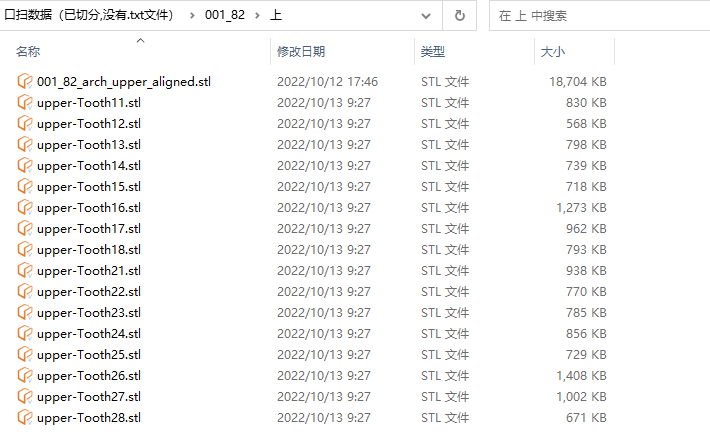 口扫数据（已切分,没有.txt文件） › 001_82 › 上 在 上 中搜索
名称 修改日期 类型 大小
001_82_arch_upper_aligned.stl 2022/10/12 17:46 STL 文件 18,704 KB
upper-Tooth11.stl 2022/10/13 9:27 STL 文件 830 KB
upper-Tooth12.stl 2022/10/13 9:27 STL 文件 568 KB
upper-Tooth13.stl 2022/10/13 9:27 STL 文件 798 KB
upper-Tooth14.stl 2022/10/13 9:27 STL 文件 739 KB
upper-Tooth15.stl 2022/10/13 9:27 STL 文件 718 KB
upper-Tooth16.stl 2022/10/13 9:27 STL 文件 1,273 KB
upper-Tooth17.stl 2022/10/13 9:27 STL 文件 962 KB
upper-Tooth18.stl 2022/10/13 9:27 STL 文件 793 KB
upper-Tooth21.stl 2022/10/13 9:27 STL 文件 938 KB
upper-Tooth22.stl 2022/10/13 9:27 STL 文件 770 KB
upper-Tooth23.stl 2022/10/13 9:27 STL 文件 785 KB
upper-Tooth24.stl 2022/10/13 9:27 STL 文件 856 KB
upper-Tooth25.stl 2022/10/13 9:27 STL 文件 729 KB
upper-Tooth26.stl 2022/10/13 9:27 STL 文件 1,408 KB
upper-Tooth27.stl 2022/10/13 9:27 STL 文件 1,002 KB
upper-Tooth28.stl 2022/10/13 9:27 STL 文件 671 KB